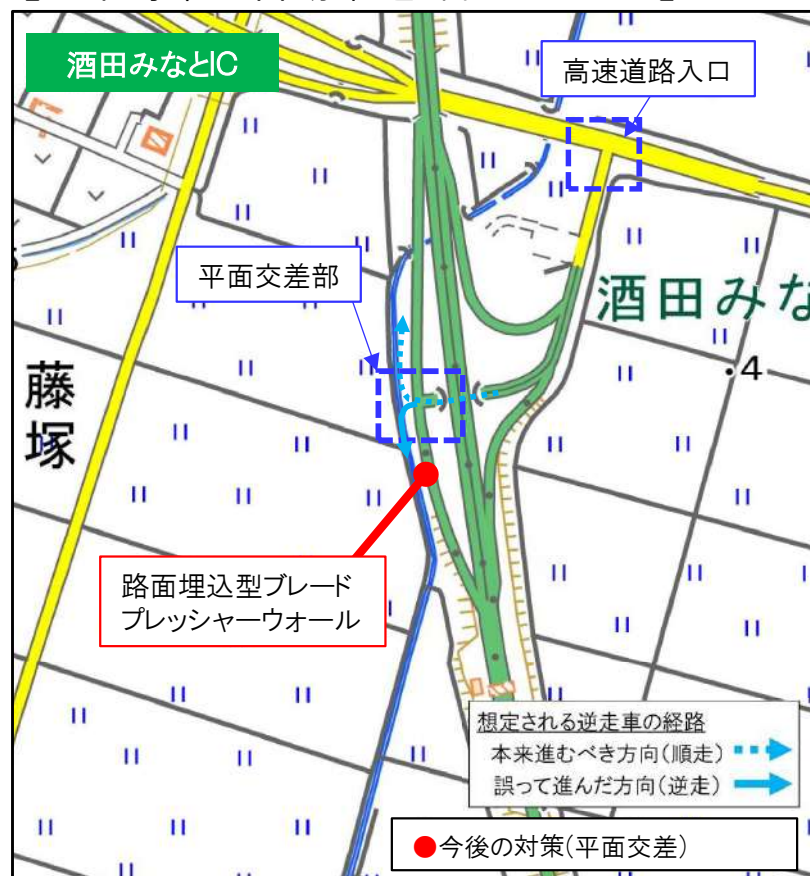 酒田みなとIC
高速道路入口
平面交差部
酒田みな
・4
藤塚
路面埋込型ブレード
プレッシャーウォール
想定される逆走車の経路
本来進むべき方向(順走)
誤って進んだ方向(逆走)
●今後の対策(平面交差)